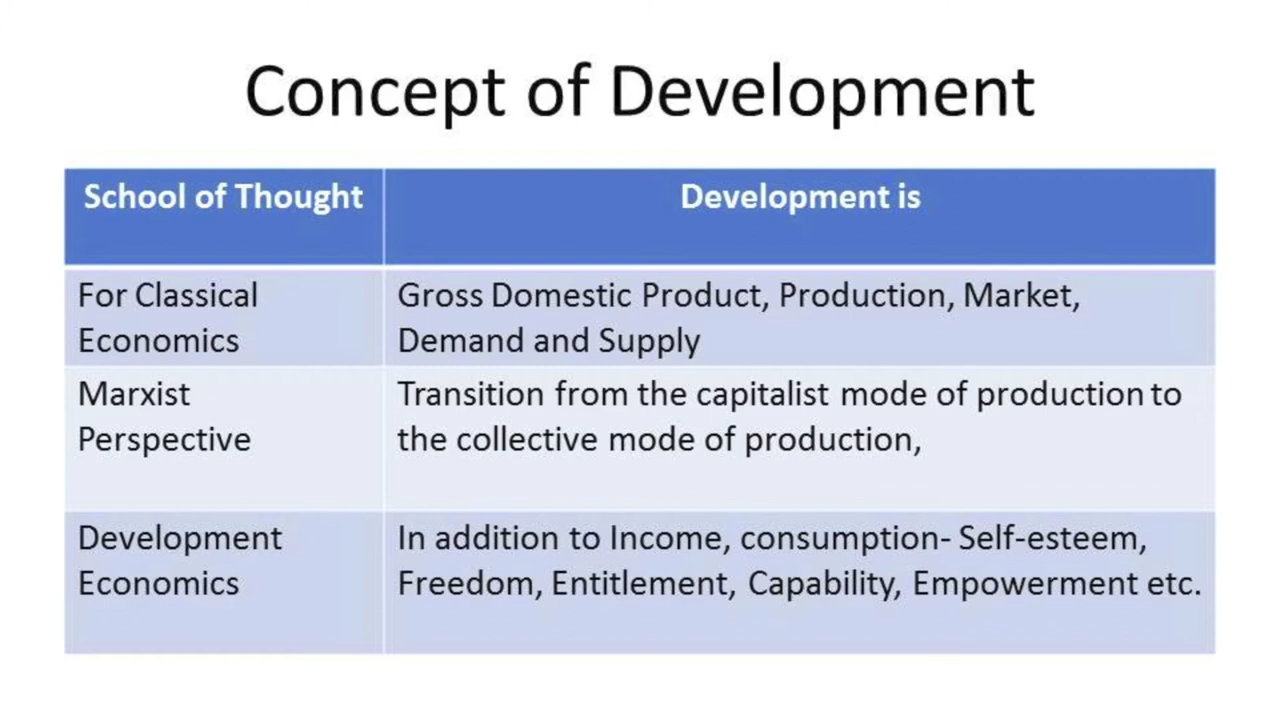 Concept of Development
School of Thought
Development is
For Classical
Economics
Gross Domestic Product, Production, Market,
Demand and Supply
Marxist
Perspective
Transition from the capitalist mode of production to
the collective mode of production,
Development
Economics
In addition to Income, consumption- Self-esteem,
Freedom, Entitlement, Capability, Empowerment etc.